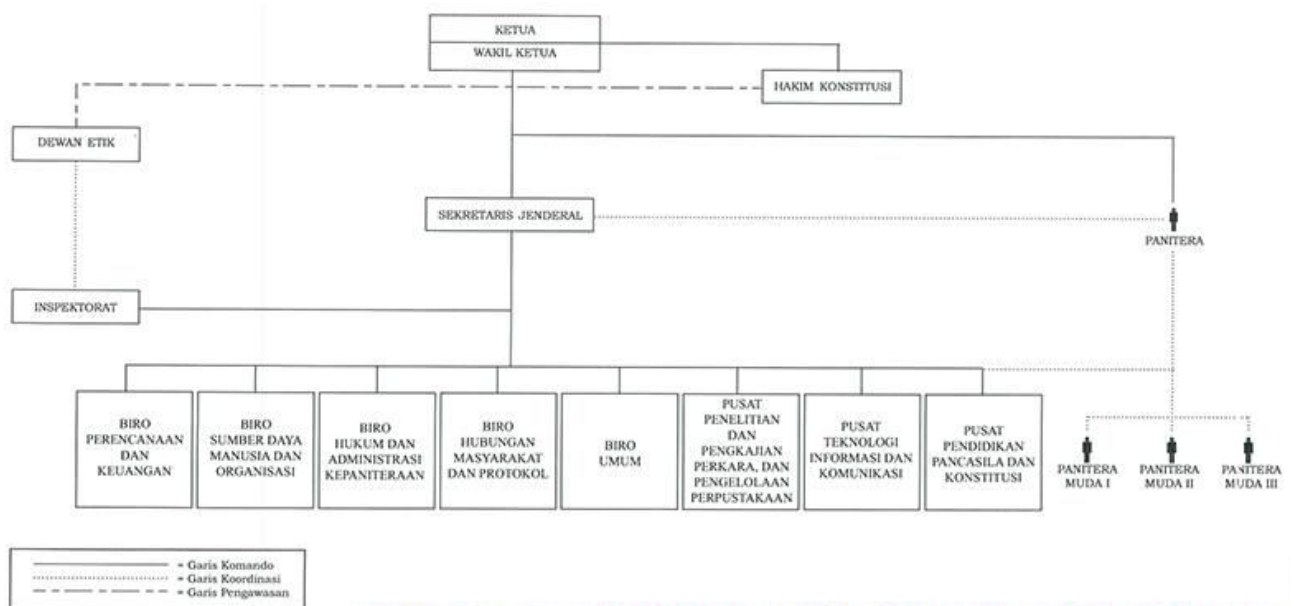 KETUA
WAKIL KETUA
HAKIM KONSTITUSI
DEWAN ETIK
SEKRETARIS JENDERAL
PANITERA
INSPEKTORAT
BIRO
PERENCANAAN
DAN
KEUANGAN
BIRO
SUMBER DAYA
MANUSIA DAN
ORGANISASI
BIRO
HUKUM DAN
ADMINISTRASI
KEPANITERAAN
BIRO
HUBUNGAN
MASYARAKAT
DAN PROTOKOL
BIRO
UMUM
PUSAT
PENELITIAN
DAN
PENGKAJIAN
PERKARA, DAN
PENGELOLAAN
PERPUSTAKAAN
PUSAT
TEKNOLOGI
INFORMASI DAN
KOMUNIKASI
PUSAT
PENDIDIKAN
PANCASILA DAN
KONSTITUSI
PANITERA
MUDA I
PANITERA
MUDA II
PANITERA
MUDA III
= Garis Komando
= Garis Koordinasi
= Garis Pengawasan